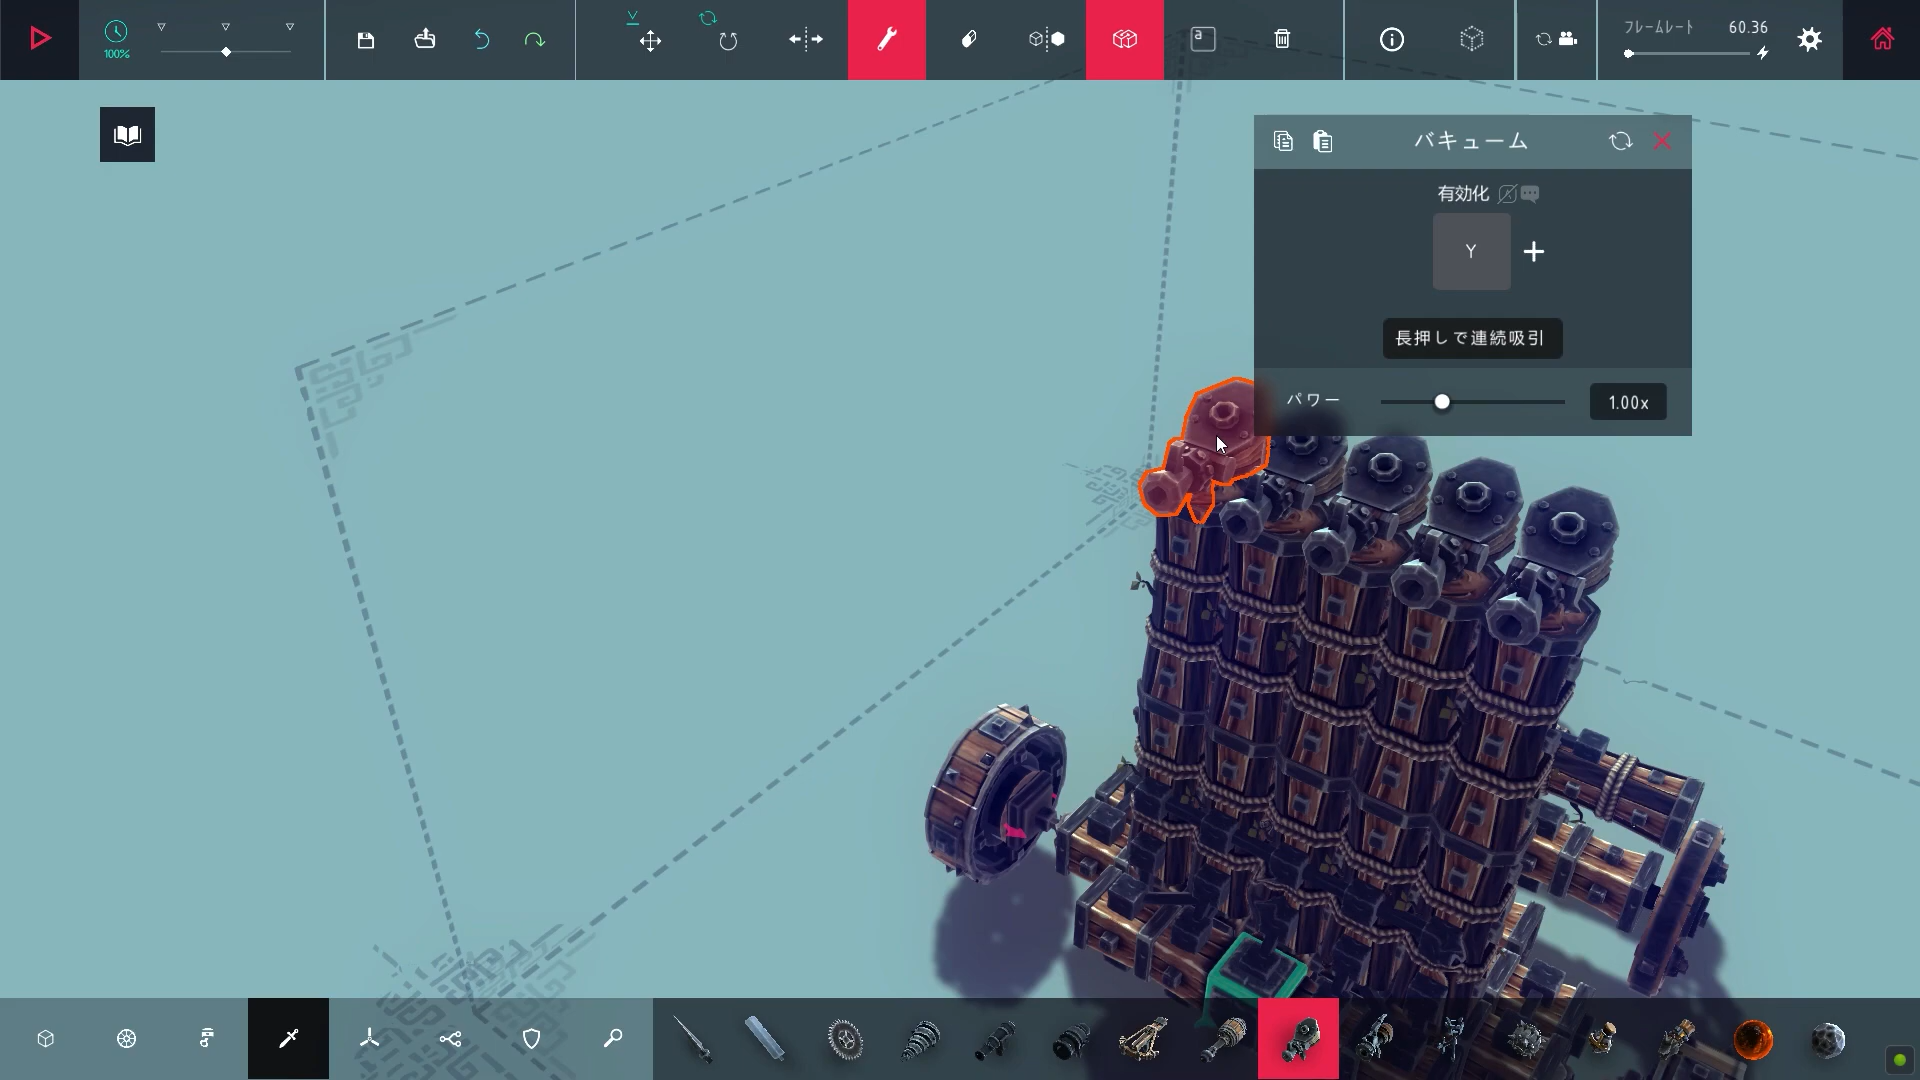 100%
フレームレート 60.36
a
バキューム
有効化
Y
長押しで連続吸引
パワー 1.00x